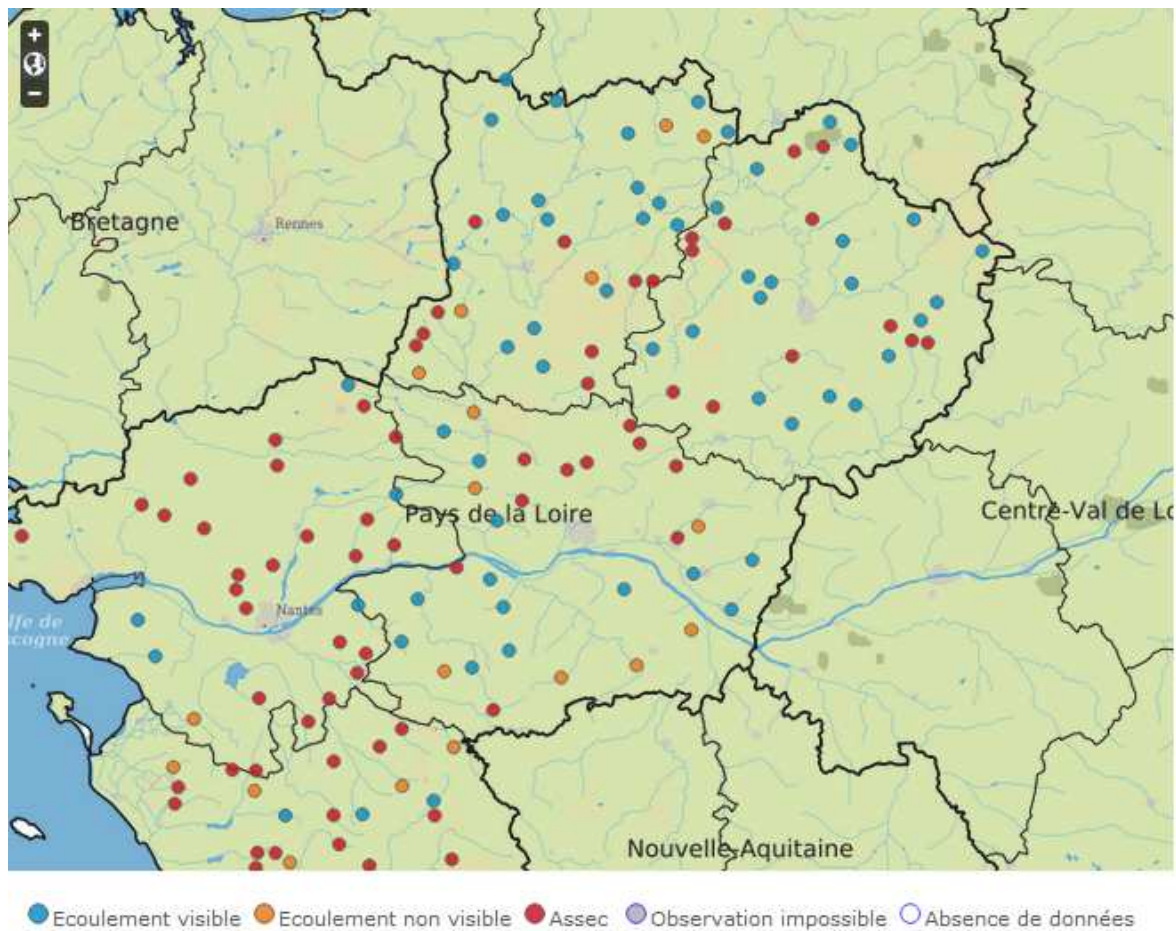 +
−
Bretagne
Rennes
Pays de la Loire
Centre-Val de Lo
Nantes
lfe de
scogne
Nouvelle-Aquitaine
Ecoulement visible Ecoulement non visible Assec Observation impossible Absence de données